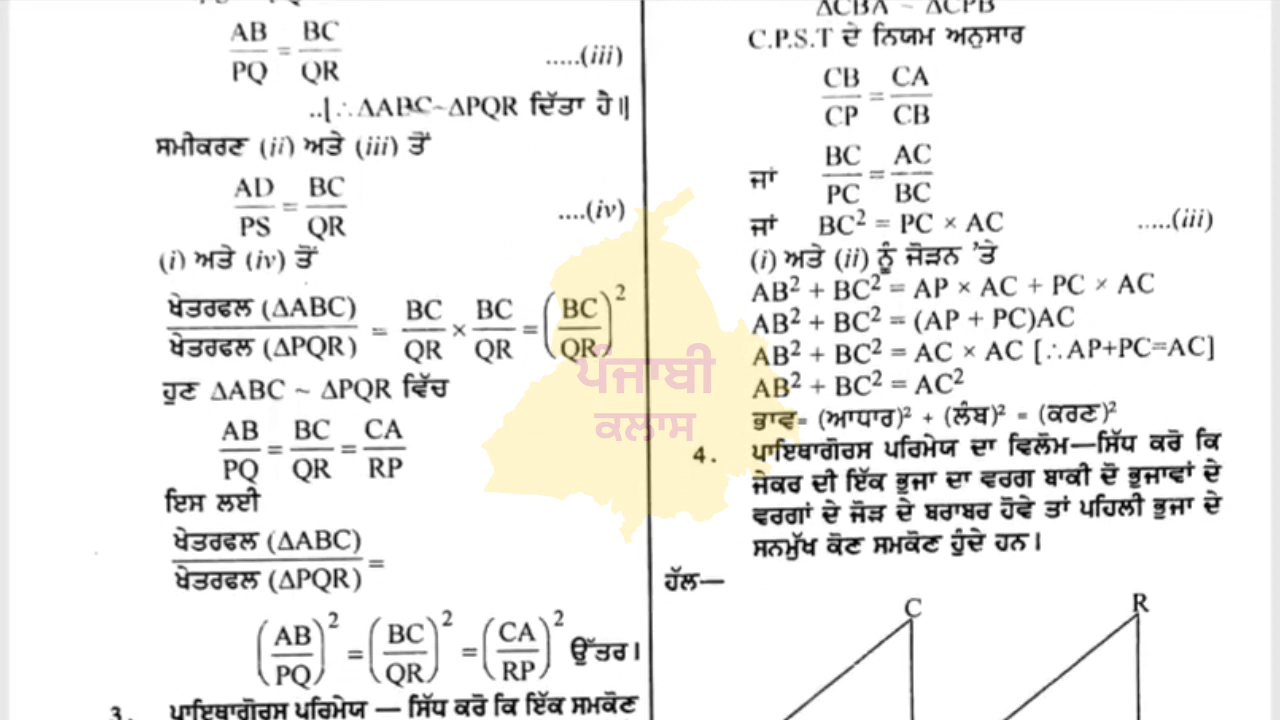 AB/PQ = BC/QR .....(iii)
..[∴ΔABC~ΔPQR ਦਿੱਤਾ ਹੈ।]
ਸਮੀਕਰਣ (ii) ਅਤੇ (iii) ਤੋਂ
AD/PS = BC/QR ....(iv)
(i) ਅਤੇ (iv) ਤੋਂ
ਖੇਤਰਫਲ (ΔABC)/ਖੇਤਰਫਲ (ΔPQR) = BC/QR × BC/QR = (BC/QR)²
ਹੁਣ ΔABC ~ ΔPQR ਵਿੱਚ
AB/PQ = BC/QR = CA/RP
ਇਸ ਲਈ
ਖੇਤਰਫਲ (ΔABC)/ਖੇਤਰਫਲ (ΔPQR) =
(AB/PQ)² = (BC/QR)² = (CA/RP)² ਉੱਤਰ।
3. ਪਾਇਥਾਗੋਰਸ ਪਰਿਮੇਯ — ਸਿੱਧ ਕਰੋ ਕਿ ਇੱਕ ਸਮਕੋਣ
ΔCBA ~ ΔCPB
C.P.S.T ਦੇ ਨਿਯਮ ਅਨੁਸਾਰ
CB/CP = CA/CB
ਜਾਂ BC/PC = AC/BC
ਜਾਂ BC² = PC × AC .....(iii)
(i) ਅਤੇ (ii) ਨੂੰ ਜੋੜਨ 'ਤੇ
AB² + BC² = AP × AC + PC × AC
AB² + BC² = (AP + PC)AC
AB² + BC² = AC × AC [∴AP+PC=AC]
AB² + BC² = AC²
ਭਾਵ= (ਆਧਾਰ)² + (ਲੰਬ)² = (ਕਰਣ)²
4. ਪਾਇਥਾਗੋਰਸ ਪਰਿਮੇਯ ਦਾ ਵਿਲੋਮ—ਸਿੱਧ ਕਰੋ ਕਿ
ਜੇਕਰ ਦੀ ਇੱਕ ਭੁਜਾ ਦਾ ਵਰਗ ਬਾਕੀ ਦੋ ਭੁਜਾਵਾਂ ਦੇ
ਵਰਗਾਂ ਦੇ ਜੋੜ ਦੇ ਬਰਾਬਰ ਹੋਵੇ ਤਾਂ ਪਹਿਲੀ ਭੁਜਾ ਦੇ
ਸਨਮੁੱਖ ਕੋਣ ਸਮਕੋਣ ਹੁੰਦੇ ਹਨ।
ਹੱਲ—
C R
ਪੰਜਾਬੀ
ਕਲਾਸ